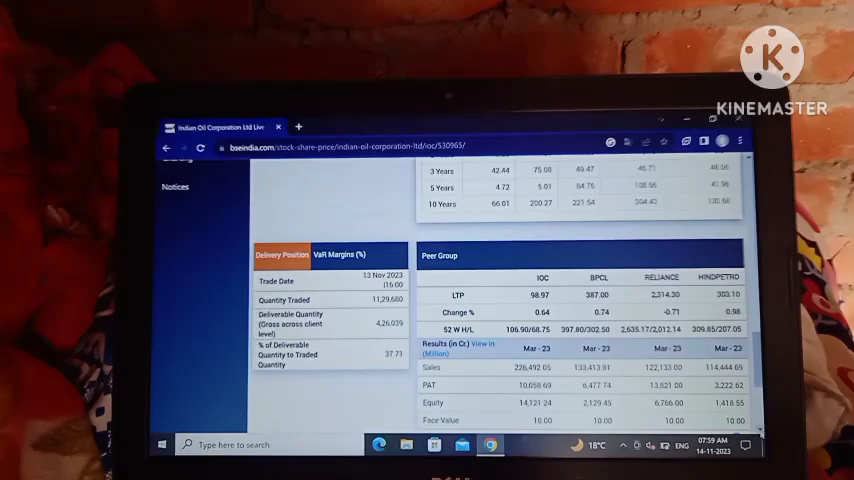 K
KINEMASTER
Indian Oil Corporation Ltd Live
bseindia.com/stock-share-price/indian-oil-corporation-ltd/ioc/530965/
Notices
3 Years 42.44 75.08 49.47 46.71 48.56
5 Years 4.72 5.01 84.76
10 Years 66.01 200.27 221.54
Delivery Position VaR Margins (%)
Trade Date 13 Nov 2023
|16:00
Quantity Traded 11,29,680
Deliverable Quantity
(Gross across client
level) 4,26,039
% of Deliverable
Quantity to Traded
Quantity 37.71
Peer Group
IOC BPCL RELIANCE HINDPETRO
LTP 98.97 387.00 2,314.30 303.10
Change % 0.64 0.74 -0.71 0.98
52 W H/L 106.90/68.75 397.80/302.50 2,635.17/2,012.14 309.85/207.05
Results (in Cr.) View in
(Million) Mar - 23 Mar - 23 Mar - 23 Mar - 23
Sales 226,492.05 133,413.81 122,133.00 114,444.69
PAT 10,058.69 6,477.74 13,821.00 3,222.62
Equity 14,121.24 2,129.45 6,766.00 1,418.55
Face Value 10.00 10.00 10.00 10.00
Type here to search
18°C
ENG
07:59 AM
14-11-2023